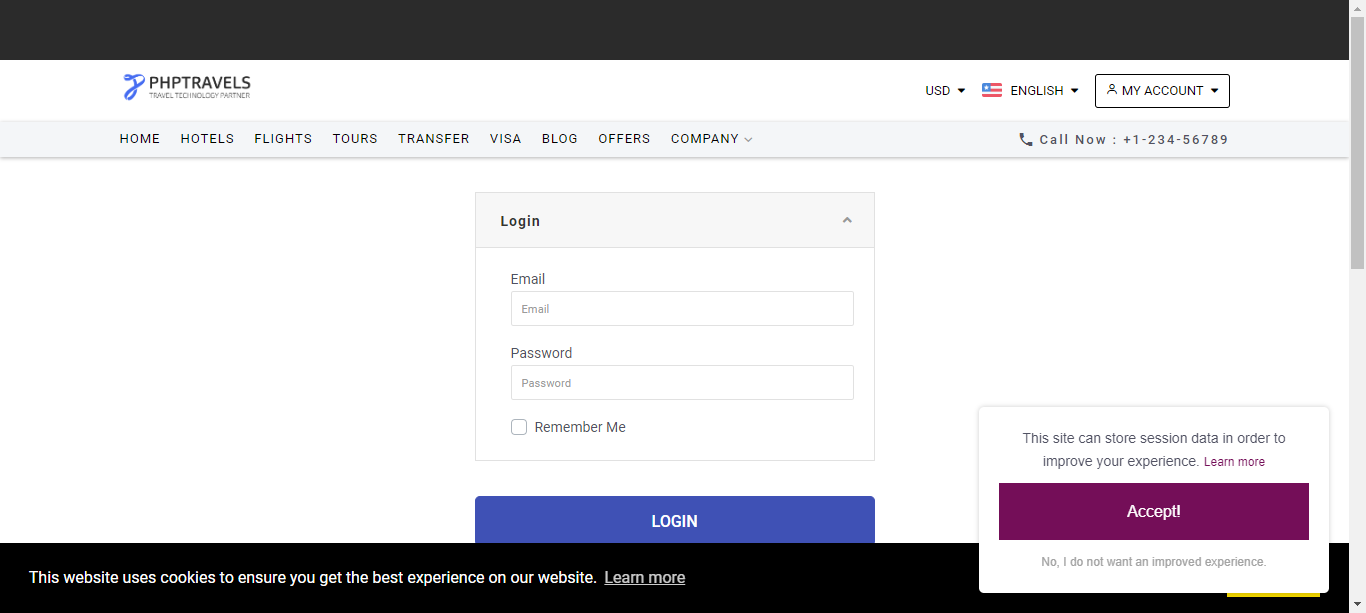 PHPTRAVELS
TRAVEL TECHNOLOGY PARTNER
USD
ENGLISH
MY ACCOUNT
HOME HOTELS FLIGHTS TOURS TRANSFER VISA BLOG OFFERS COMPANY
Call Now : +1-234-56789
Login
Email
Email
Password
Password
Remember Me
LOGIN
This site can store session data in order to
improve your experience. Learn more
Accept!
No, I do not want an improved experience.
This website uses cookies to ensure you get the best experience on our website. Learn more